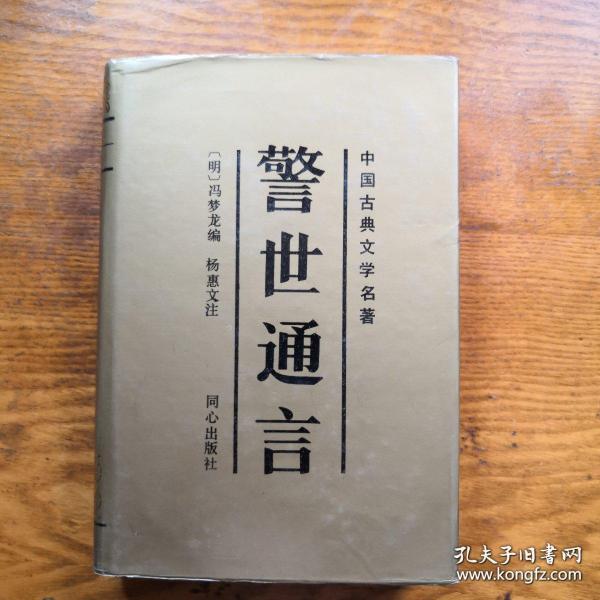 中国古典文学名著
警世通言
〔明〕冯梦龙编 杨惠文注
同心出版社
孔夫子旧书网
www.kongfz.com